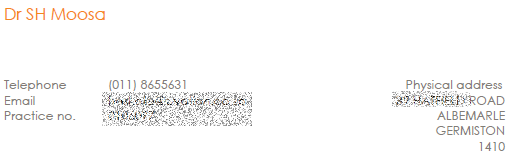 Dr SH Moosa
Telephone (011) 8655631 Physical address
Email ROAD
Practice no. ALBEMARLE
GERMISTON
1410